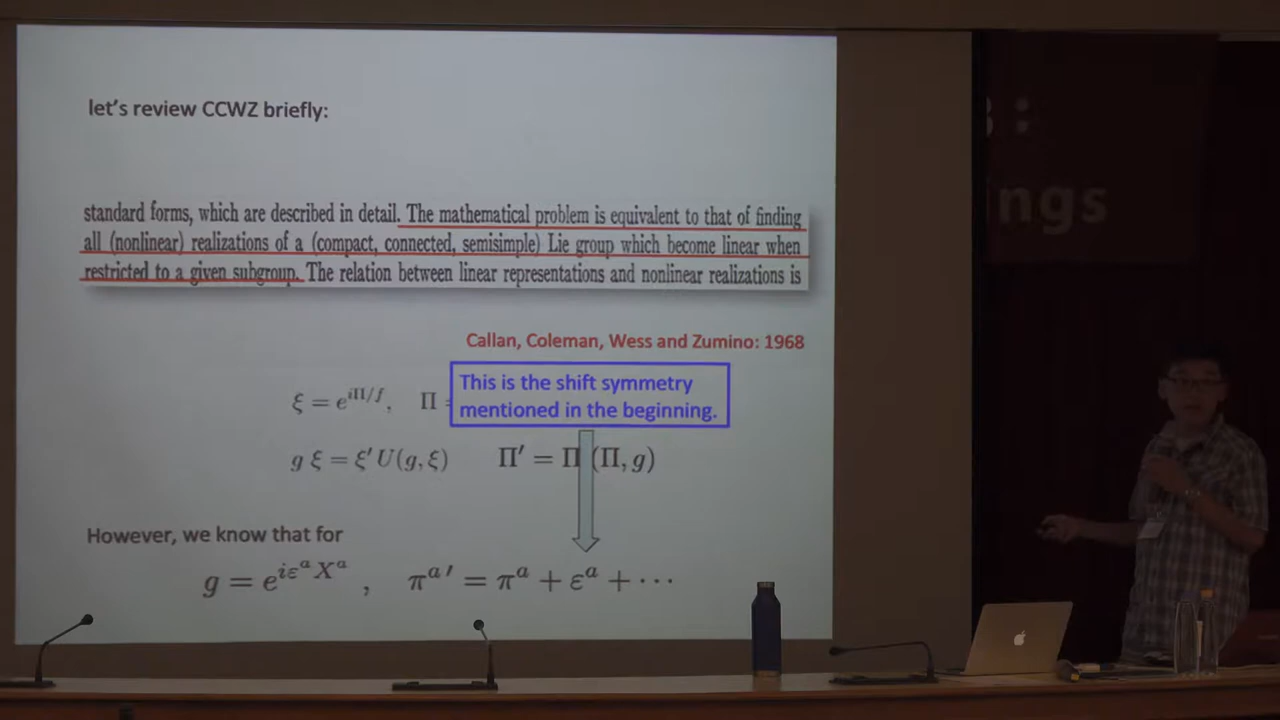 let's review CCWZ briefly:
standard forms, which are described in detail. The mathematical problem is equivalent to that of finding
all (nonlinear) realizations of a (compact, connected, semisimple) Lie group which become linear when
restricted to a given subgroup. The relation between linear representations and nonlinear realizations is
Callan, Coleman, Wess and Zumino: 1968
This is the shift symmetry
mentioned in the beginning.
ξ = e^{iΠ/f}, Π =
g ξ = ξ′ U(g, ξ) Π′ = Π (Π, g)
However, we know that for
g = e^{iε^a X^a} , π^{a ′} = π^a + ε^a + ⋯
:
ngs